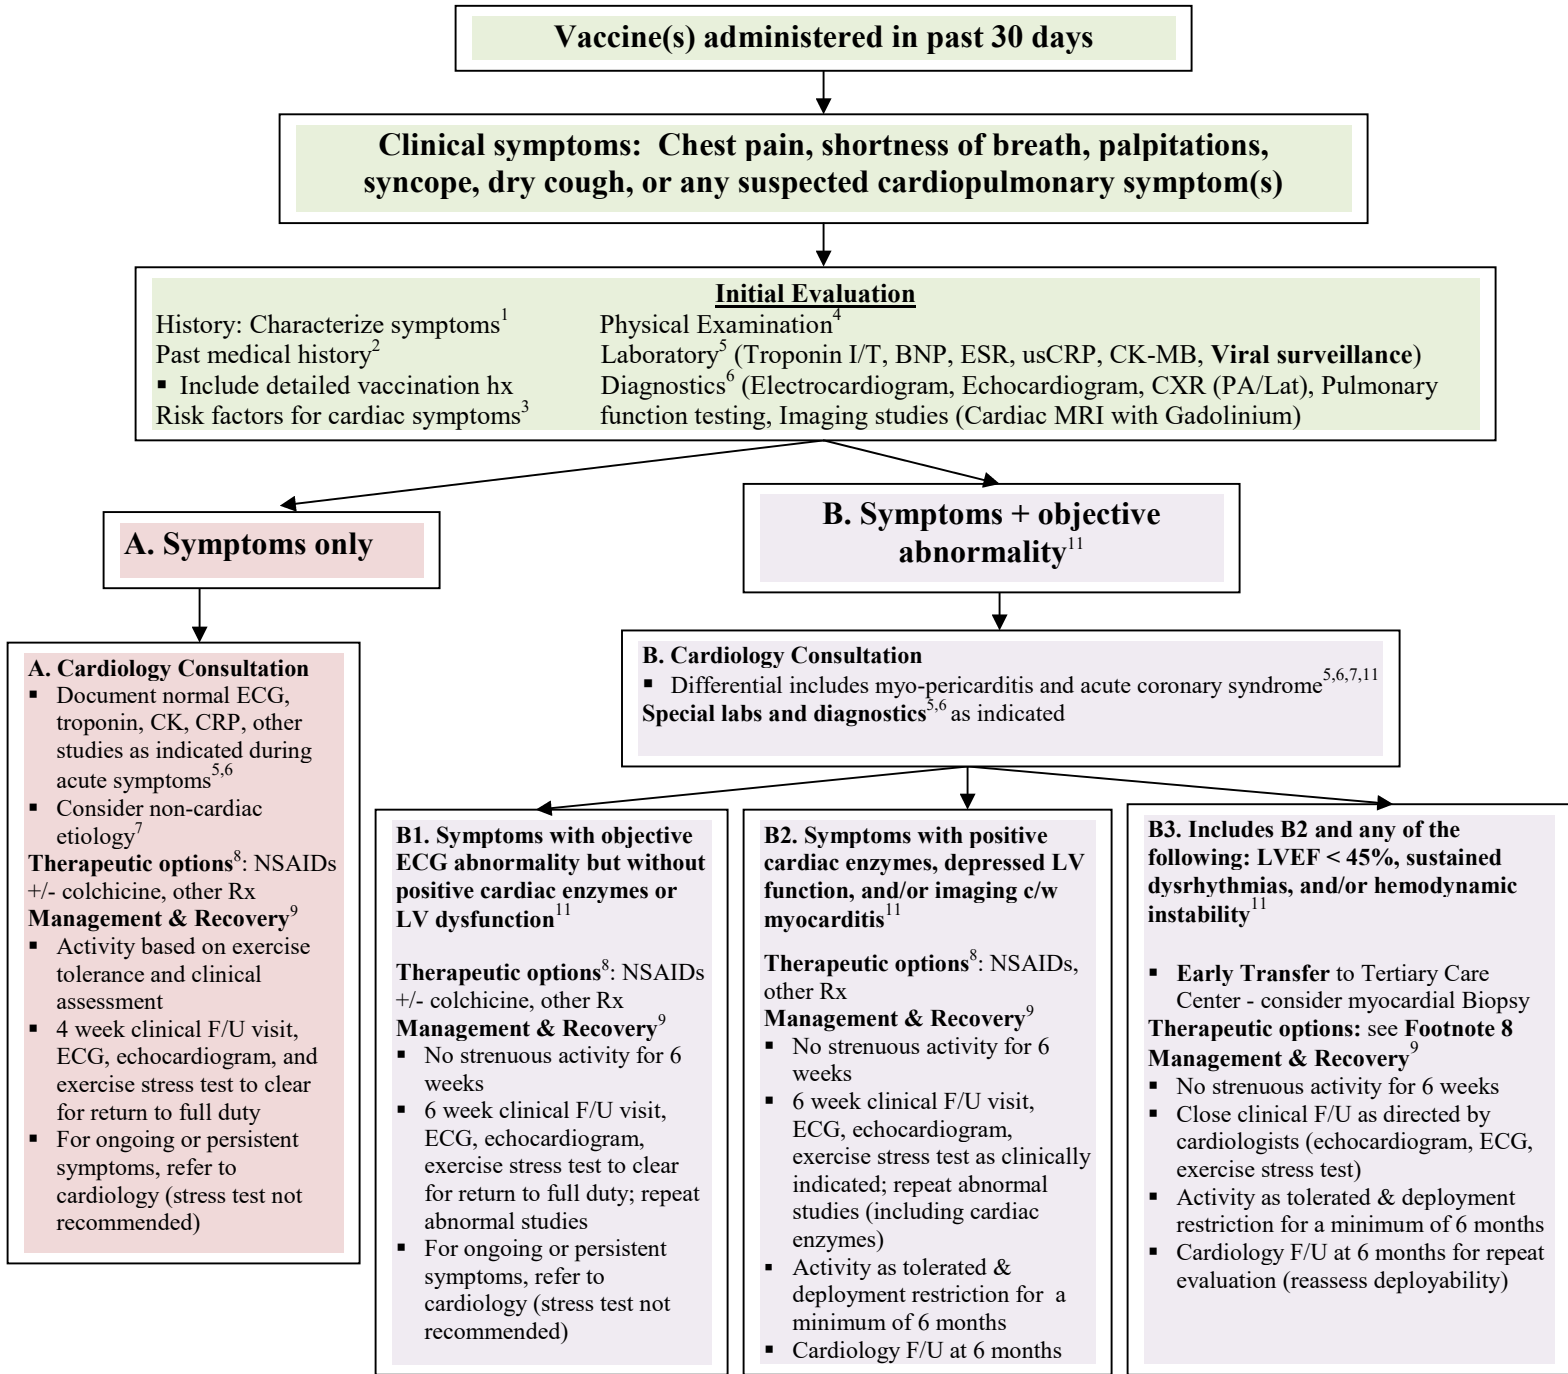 Vaccine(s) administered in past 30 days
Clinical symptoms: Chest pain, shortness of breath, palpitations,
syncope, dry cough, or any suspected cardiopulmonary symptom(s)
Initial Evaluation
History: Characterize symptoms1
Past medical history2
▪ Include detailed vaccination hx
Risk factors for cardiac symptoms3
Physical Examination4
Laboratory5 (Troponin I/T, BNP, ESR, usCRP, CK-MB, Viral surveillance)
Diagnostics6 (Electrocardiogram, Echocardiogram, CXR (PA/Lat), Pulmonary
function testing, Imaging studies (Cardiac MRI with Gadolinium)
A. Symptoms only
B. Symptoms + objective
abnormality11
A. Cardiology Consultation
▪ Document normal ECG,
troponin, CK, CRP, other
studies as indicated during
acute symptoms5,6
▪ Consider non-cardiac
etiology7
Therapeutic options8: NSAIDs
+/- colchicine, other Rx
Management & Recovery9
▪ Activity based on exercise
tolerance and clinical
assessment
▪ 4 week clinical F/U visit,
ECG, echocardiogram, and
exercise stress test to clear
for return to full duty
▪ For ongoing or persistent
symptoms, refer to
cardiology (stress test not
recommended)
B. Cardiology Consultation
▪ Differential includes myo-pericarditis and acute coronary syndrome5,6,7,11
Special labs and diagnostics5,6 as indicated
B1. Symptoms with objective
ECG abnormality but without
positive cardiac enzymes or
LV dysfunction11
Therapeutic options8: NSAIDs
+/- colchicine, other Rx
Management & Recovery9
▪ No strenuous activity for 6
weeks
▪ 6 week clinical F/U visit,
ECG, echocardiogram,
exercise stress test to clear
for return to full duty; repeat
abnormal studies
▪ For ongoing or persistent
symptoms, refer to
cardiology (stress test not
recommended)
B2. Symptoms with positive
cardiac enzymes, depressed LV
function, and/or imaging c/w
myocarditis11
Therapeutic options8: NSAIDs,
other Rx
Management & Recovery9
▪ No strenuous activity for 6
weeks
▪ 6 week clinical F/U visit,
ECG, echocardiogram,
exercise stress test as clinically
indicated; repeat abnormal
studies (including cardiac
enzymes)
▪ Activity as tolerated &
deployment restriction for a
minimum of 6 months
▪ Cardiology F/U at 6 months
B3. Includes B2 and any of the
following: LVEF < 45%, sustained
dysrhythmias, and/or hemodynamic
instability11
▪ Early Transfer to Tertiary Care
Center - consider myocardial Biopsy
Therapeutic options: see Footnote 8
Management & Recovery9
▪ No strenuous activity for 6 weeks
▪ Close clinical F/U as directed by
cardiologists (echocardiogram, ECG,
exercise stress test)
▪ Activity as tolerated & deployment
restriction for a minimum of 6 months
▪ Cardiology F/U at 6 months for repeat
evaluation (reassess deployability)